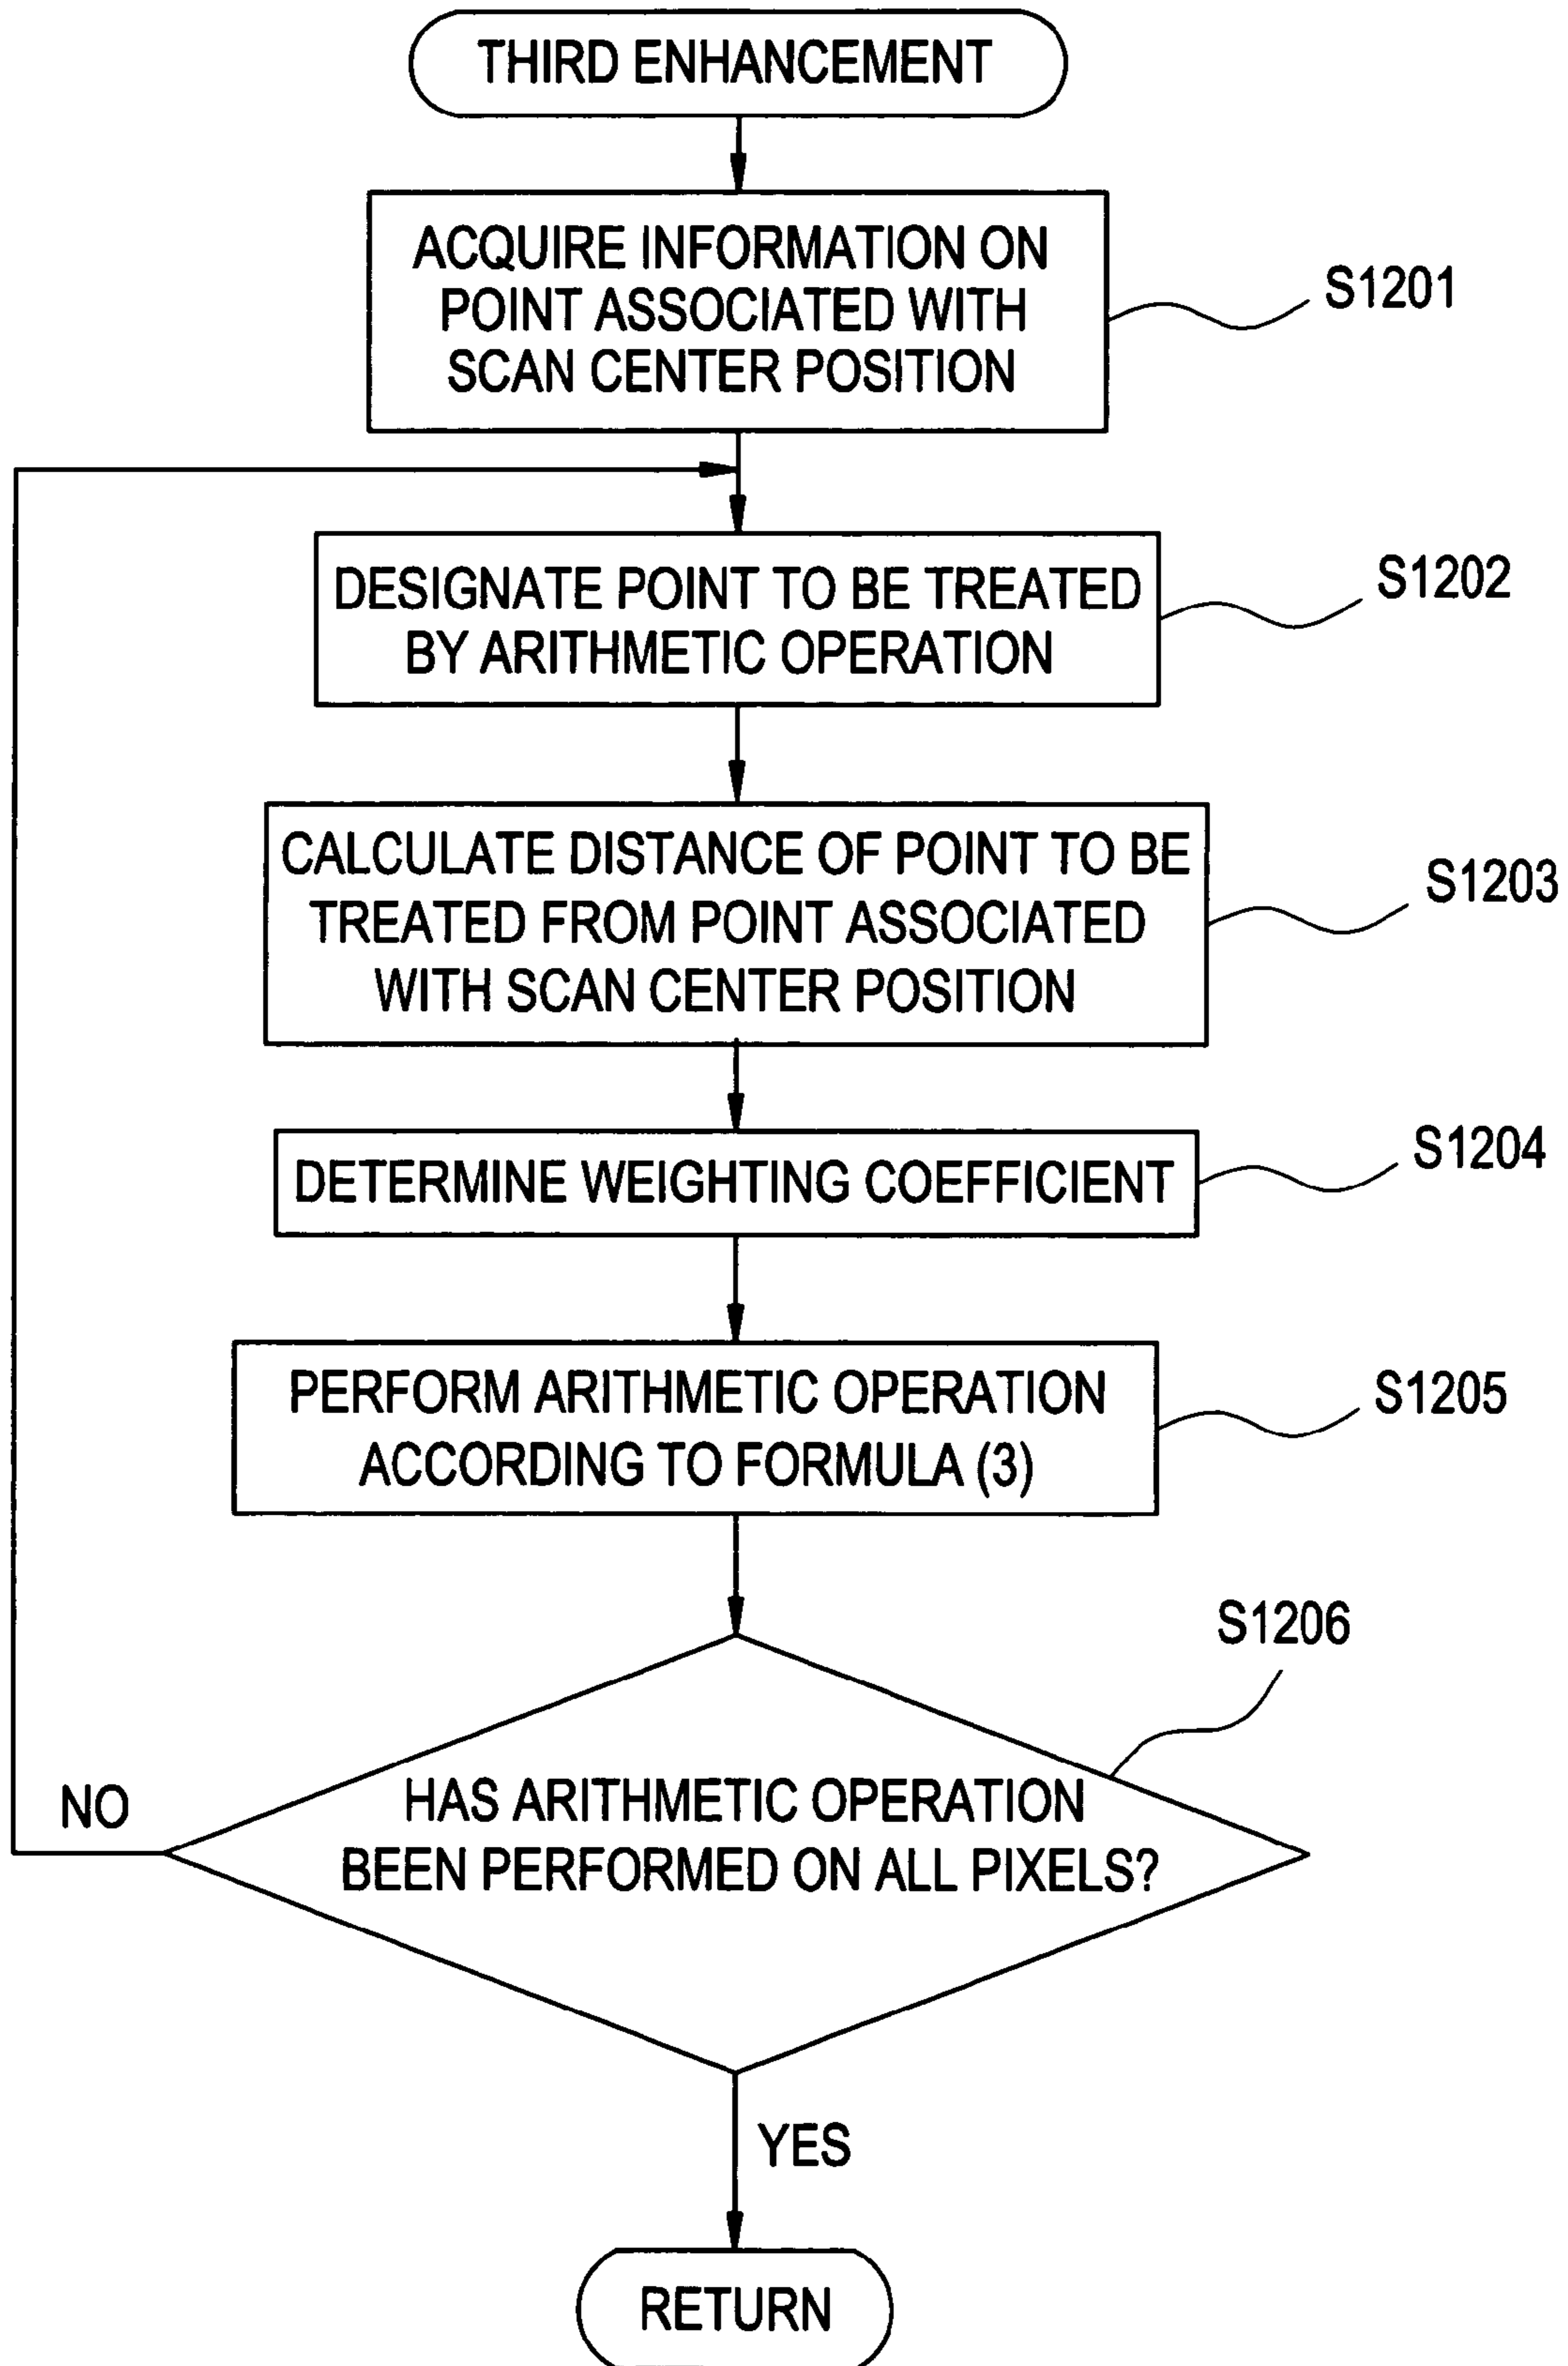 THIRD ENHANCEMENT
ACQUIRE INFORMATION ON
POINT ASSOCIATED WITH
SCAN CENTER POSITION
S1201
DESIGNATE POINT TO BE TREATED
BY ARITHMETIC OPERATION
S1202
CALCULATE DISTANCE OF POINT TO BE
TREATED FROM POINT ASSOCIATED
WITH SCAN CENTER POSITION
S1203
DETERMINE WEIGHTING COEFFICIENT
S1204
PERFORM ARITHMETIC OPERATION
ACCORDING TO FORMULA (3)
S1205
S1206
HAS ARITHMETIC OPERATION
BEEN PERFORMED ON ALL PIXELS?
NO
YES
RETURN